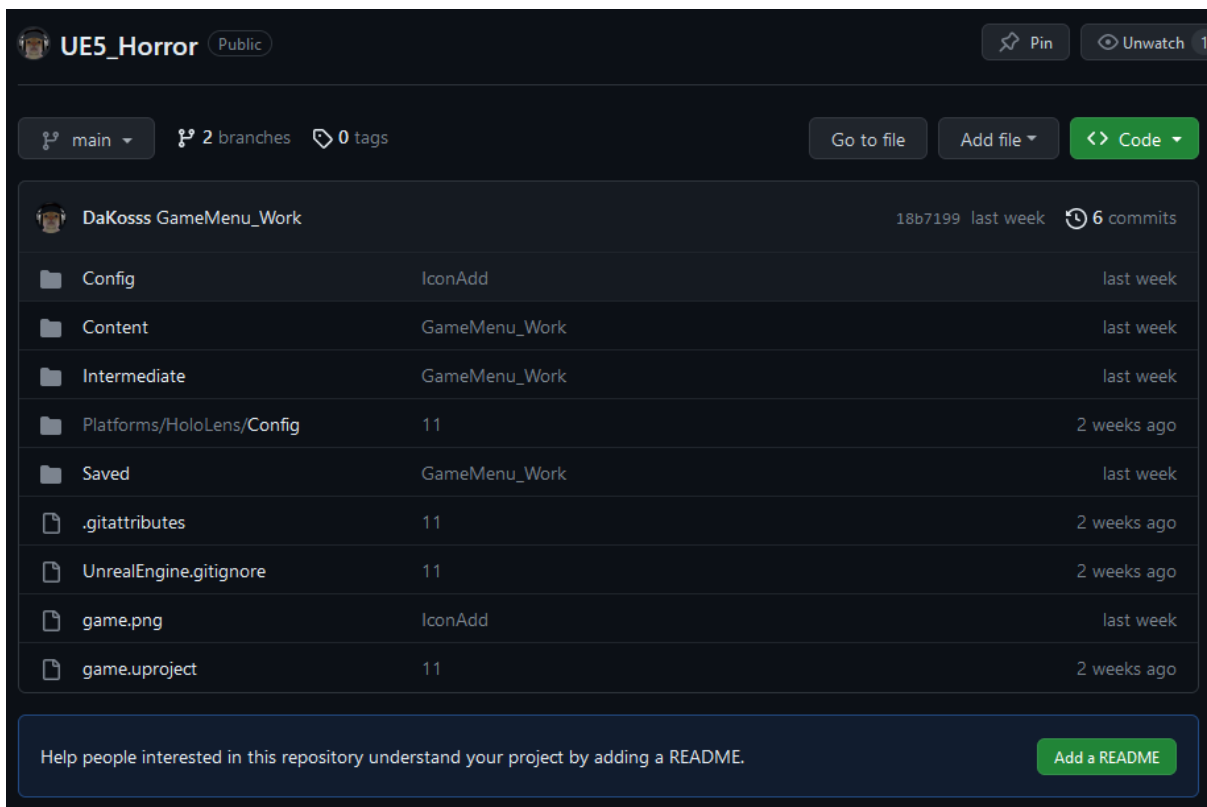 UE5_Horror Public Pin Unwatch 1
main 2 branches 0 tags Go to file Add file Code
DaKosss GameMenu_Work 18b7199 last week 6 commits
Config IconAdd last week
Content GameMenu_Work last week
Intermediate GameMenu_Work last week
Platforms/HoloLens/Config 11 2 weeks ago
Saved GameMenu_Work last week
.gitattributes 11 2 weeks ago
UnrealEngine.gitignore 11 2 weeks ago
game.png IconAdd last week
game.uproject 11 2 weeks ago
Help people interested in this repository understand your project by adding a README. Add a README